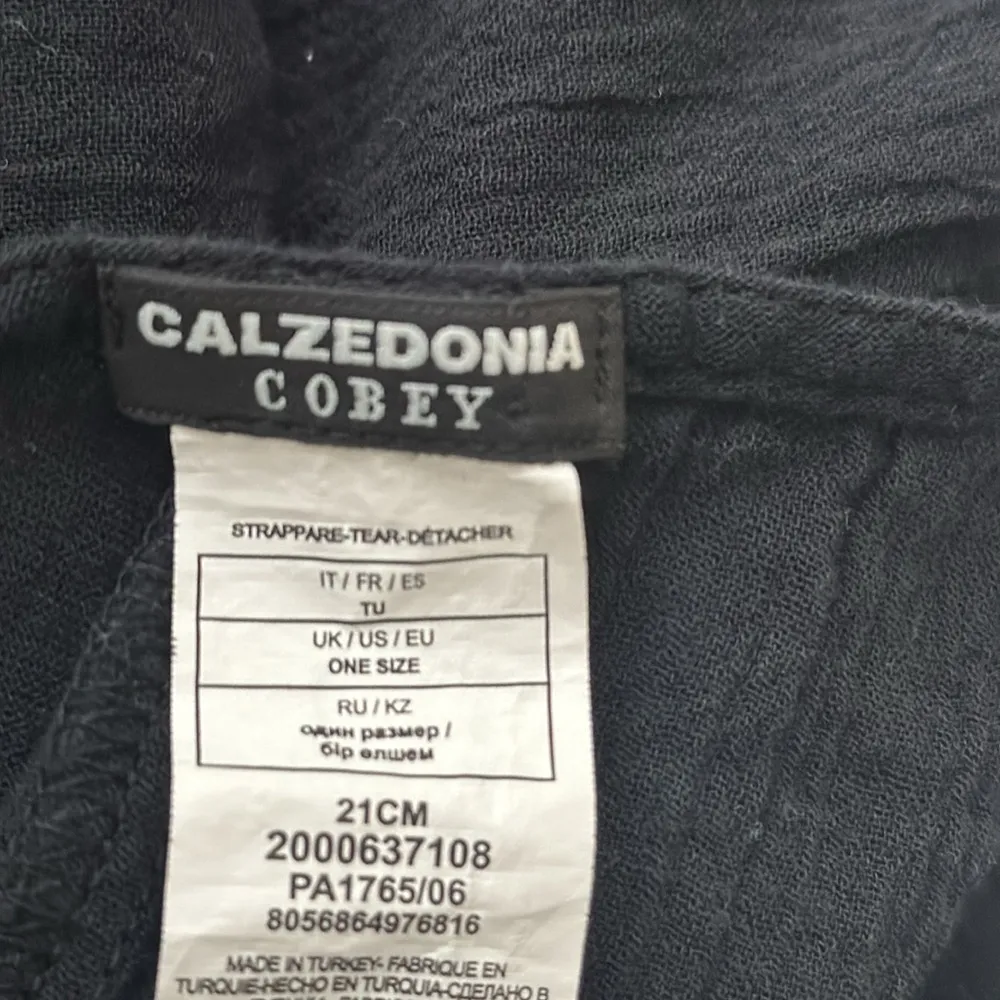 CALZEDONIA
COBEY
STRAPPARE-TEAR-DÉTACHER
IT / FR / ES
TU
UK / US / EU
ONE SIZE
RU / KZ
один размер /
бір өлшем
21CM
2000637108
PA1765/06
8056864976816
MADE IN TURKEY- FABRIQUE EN
TURQUIE-HECHO EN TURQUIA-СДЕЛАНО В